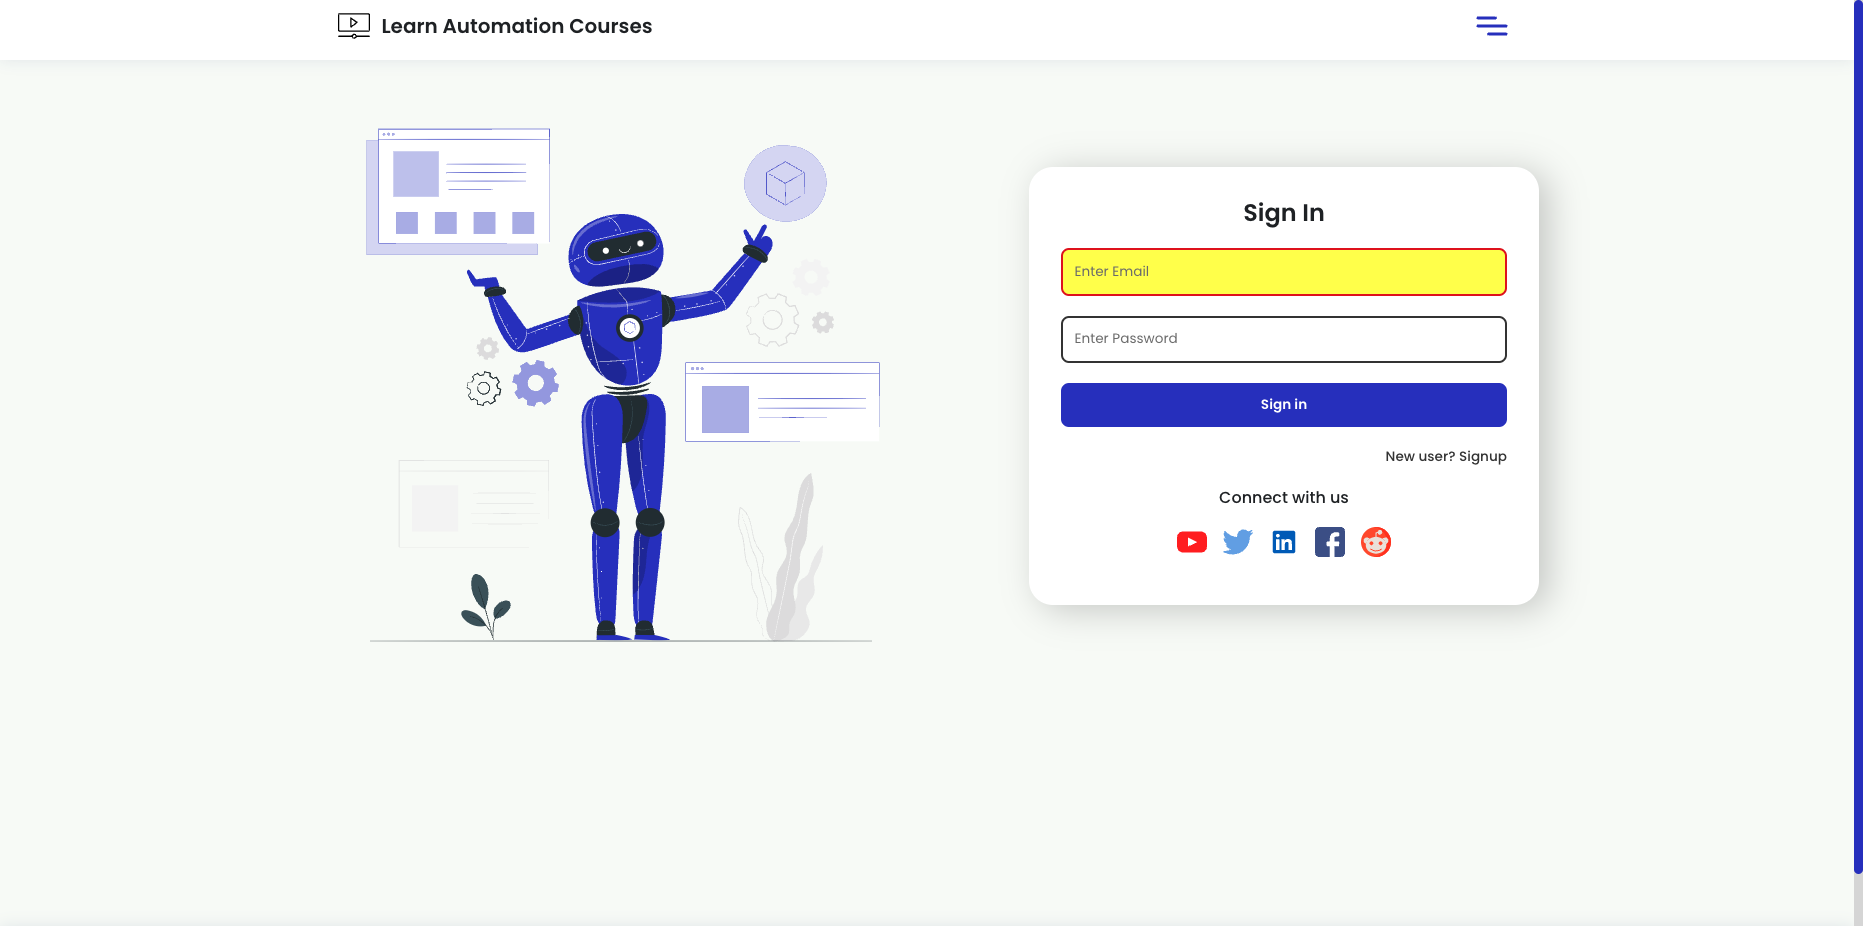 Learn Automation Courses
Sign In
Enter Email
Enter Password
Sign in
New user? Signup
Connect with us